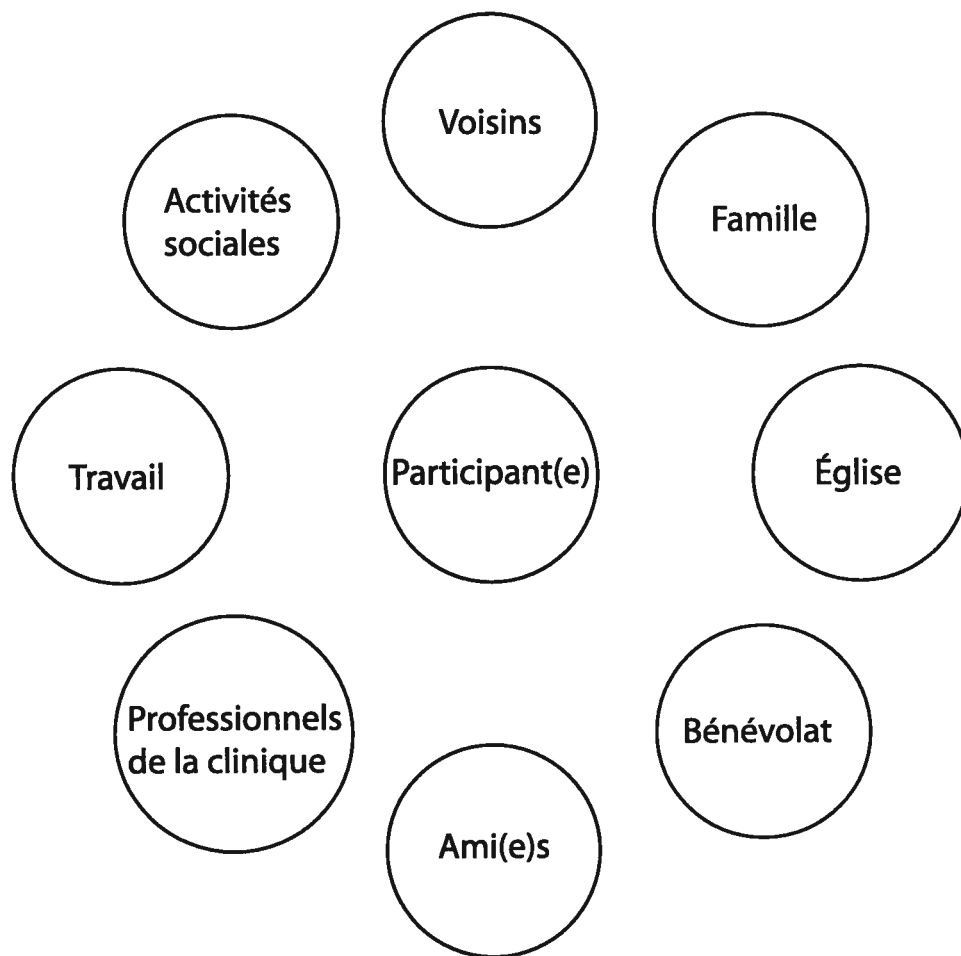 Voisins
Activités
sociales
Famille
Travail
Participant(e)
Église
Professionnels
de la clinique
Bénévolat
Ami(e)s